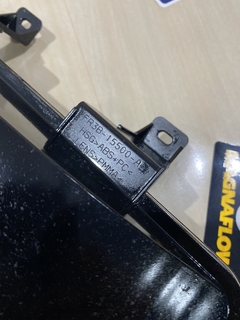 FR3B-15500-A
HSG>ABS+PC<
LENS>PMMA<
MAGNAFLOW